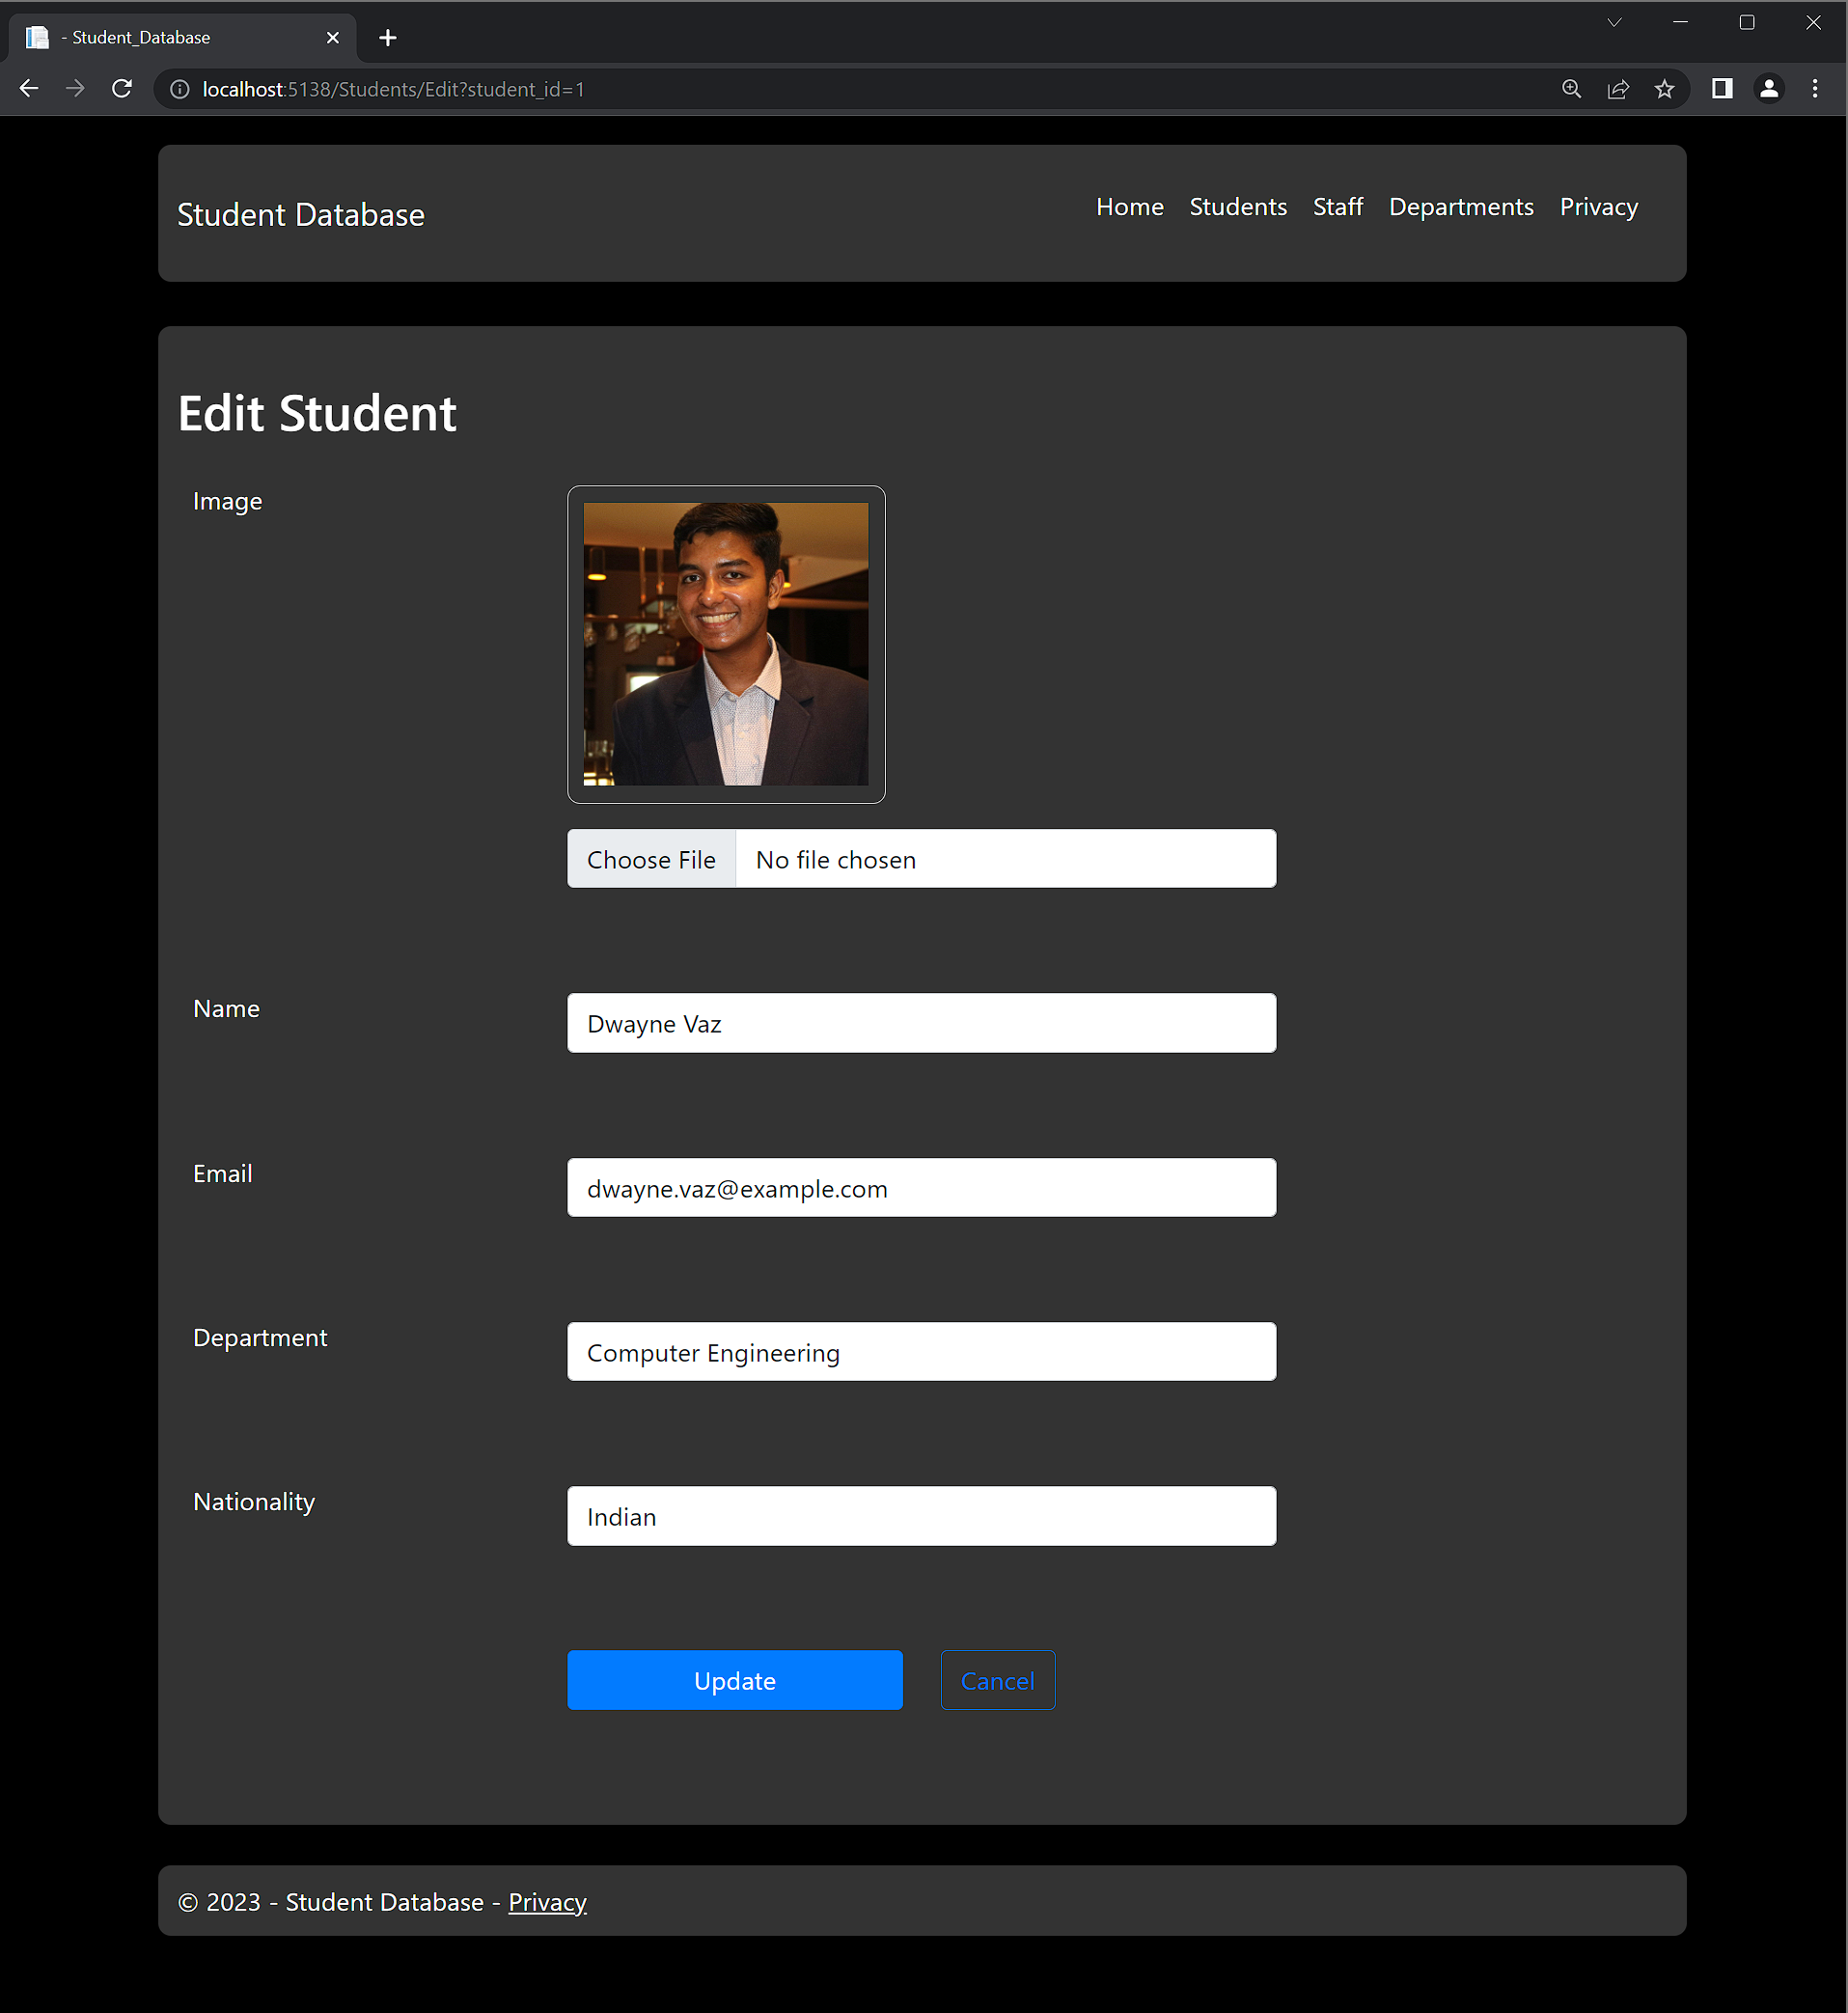 - Student_Database
localhost:5138/Students/Edit?student_id=1
Student Database
Home Students Staff Departments Privacy
Edit Student
Image
Choose File No file chosen
Name Dwayne Vaz
Email dwayne.vaz@example.com
Department Computer Engineering
Nationality Indian
Update Cancel
© 2023 - Student Database - Privacy